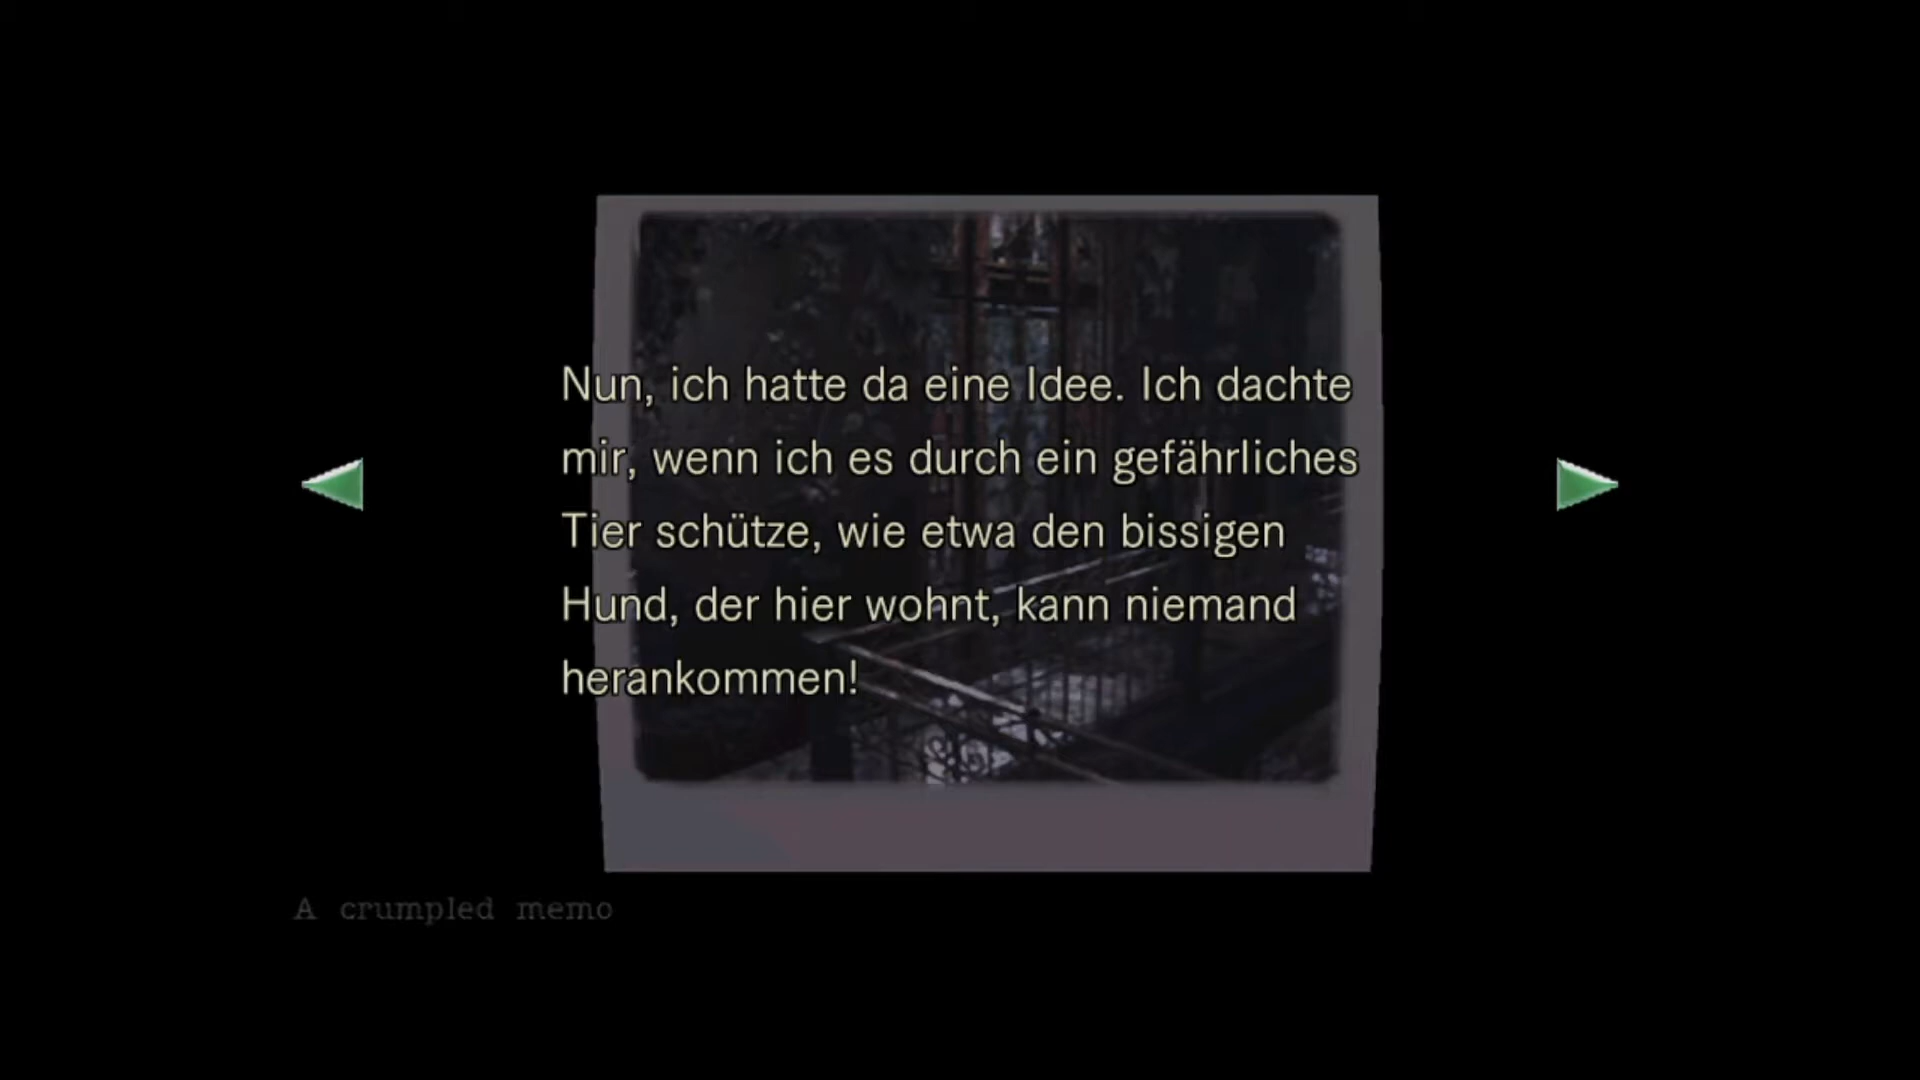 Nun, ich hatte da eine Idee. Ich dachte
mir, wenn ich es durch ein gefährliches
Tier schütze, wie etwa den bissigen
Hund, der hier wohnt, kann niemand
herankommen!
A crumpled memo